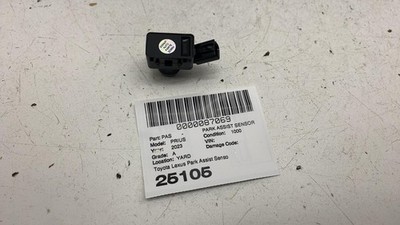 0000087069
Part: PAS - PARK ASSIST SENSOR
Model: PRIUS Condition: 1000
Year: 2023 VIN:
Grade: A Damage Code:
Location: YARD
Toyota Lexus Park Assist Senso
25105